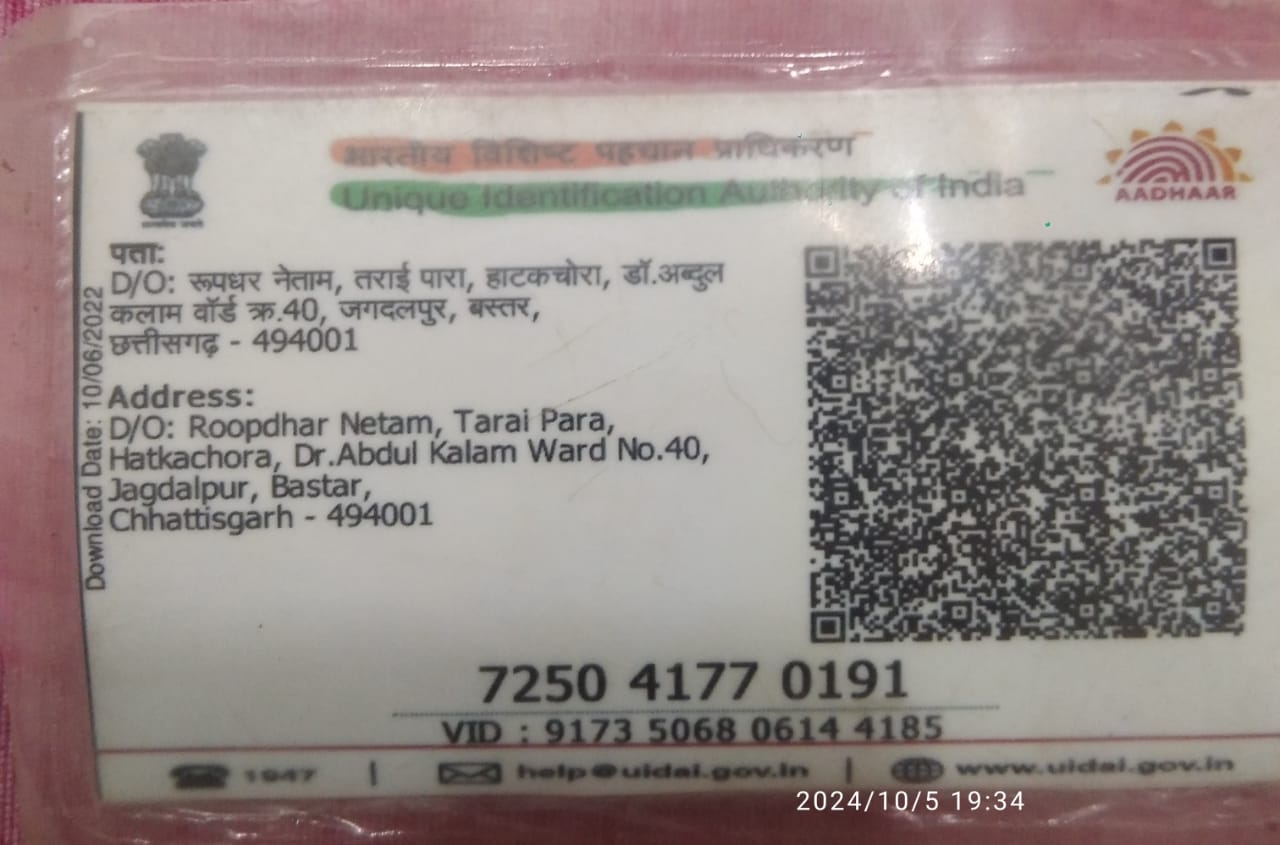 भारतीय विशिष्ट पहचान प्राधिकरण
Unique Identification Authority of India
AADHAAR
पता:
D/O: रूपधर नेताम, तराई पारा, हाटकचोरा, डॉ.अब्दुल
कलाम वॉर्ड क्र.40, जगदलपुर, बस्तर,
छत्तीसगढ़ - 494001
Address:
D/O: Roopdhar Netam, Tarai Para,
Hatkachora, Dr.Abdul Kalam Ward No.40,
Jagdalpur, Bastar,
Chhattisgarh - 494001
Download Date: 10/06/2022
7250 4177 0191
VID : 9173 5068 0614 4185
1947 | help@uidai.gov.in | www.uidai.gov.in
2024/10/5 19:34